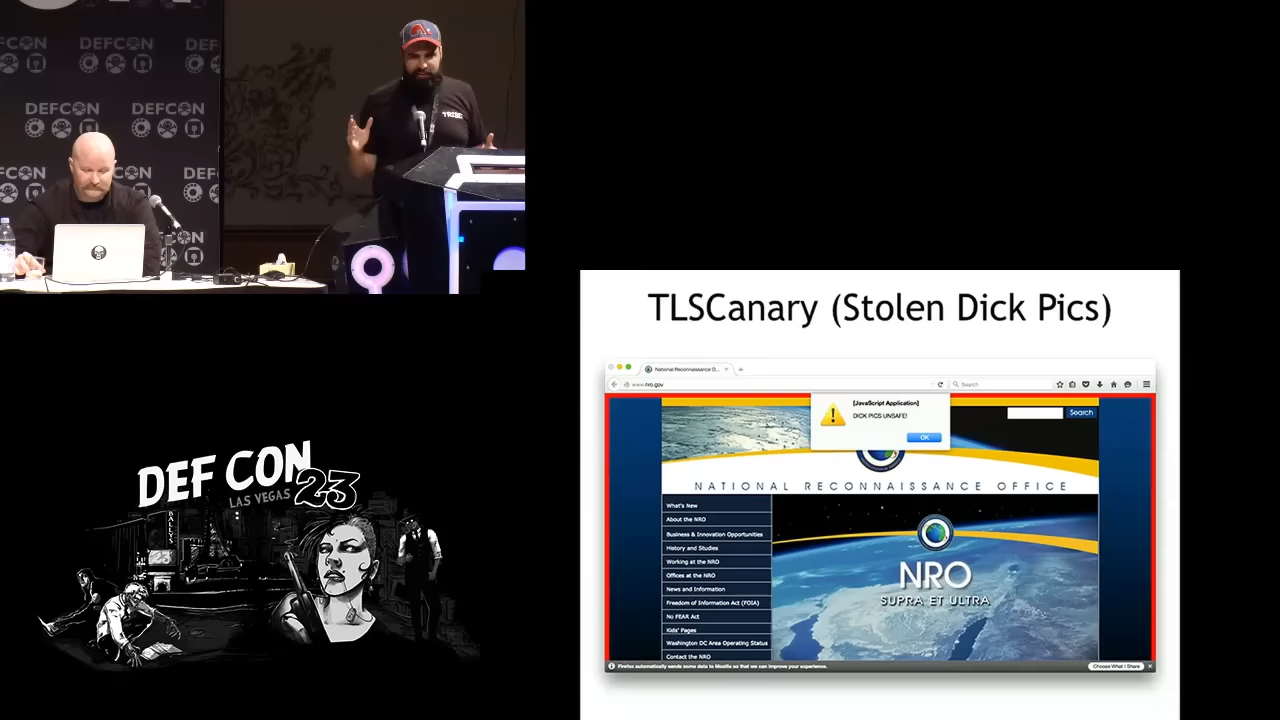 DEFCON
DEFCON
DEFCON
DEFCON
TRIBE
DEF CON 23
LAS VEGAS
BALLY'S
TLSCanary (Stolen Dick Pics)
National Reconnaissance O...
www.nro.gov
Search
[JavaScript Application]
DICK PICS UNSAFE!
OK
Search
NATIONAL RECONNAISSANCE OFFICE
What's New
About the NRO
Business & Innovation Opportunities
History and Studies
Working at the NRO
Offices at the NRO
News and Information
Freedom of Information Act (FOIA)
No FEAR Act
Kids' Pages
Washington DC Area Operating Status
Contact the NRO
NRO
SUPRA ET ULTRA
Firefox automatically sends some data to Mozilla so that we can improve your experience.
Choose What I Share